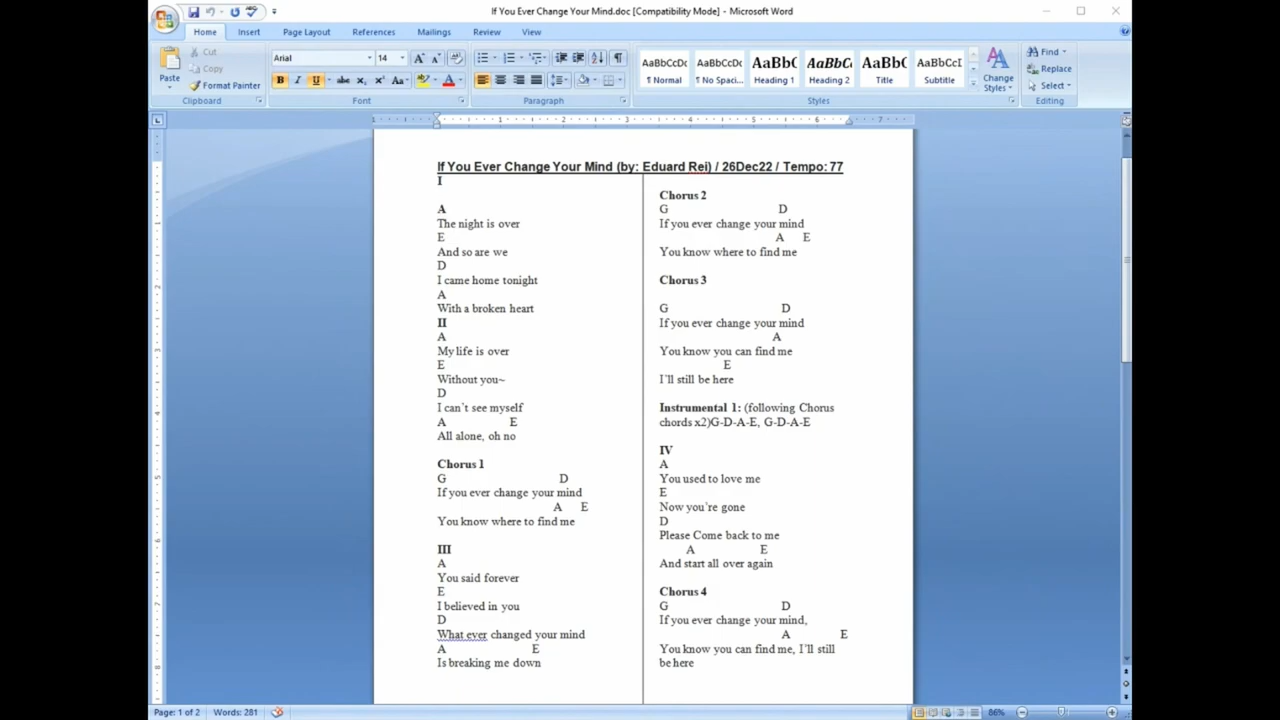 If You Ever Change Your Mind.doc [Compatibility Mode] - Microsoft Word
Home Insert Page Layout References Mailings Review View
Paste
Cut
Copy
Format Painter
Clipboard
Arial 14
Font
Paragraph
AaBbCcDc AaBbCcDc AaBbC AaBbCc AaBbC AaBbCcI
¶ Normal ¶ No Spaci... Heading 1 Heading 2 Title Subtitle
Change Styles
Styles
Find
Replace
Select
Editing
If You Ever Change Your Mind (by: Eduard Rei) / 26Dec22 / Tempo: 77
I
A
The night is over
E
And so are we
D
I came home tonight
A
With a broken heart
II
A
My life is over
E
Without you~
D
I can't see myself
A E
All alone, oh no
Chorus 1
G D
If you ever change your mind
A E
You know where to find me
III
A
You said forever
E
I believed in you
D
What ever changed your mind
A E
Is breaking me down
Chorus 2
G D
If you ever change your mind
A E
You know where to find me
Chorus 3
G D
If you ever change your mind
A
You know you can find me
E
I'll still be here
Instrumental 1: (following Chorus
chords x2)G-D-A-E, G-D-A-E
IV
A
You used to love me
E
Now you're gone
D
Please Come back to me
A E
And start all over again
Chorus 4
G D
If you ever change your mind,
A E
You know you can find me, I'll still
be here
Page: 1 of 2 Words: 281 86%